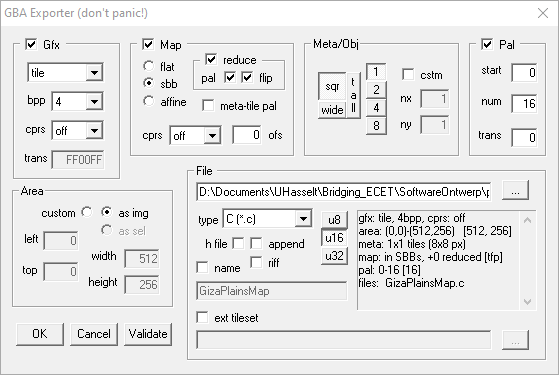 GBA Exporter (don't panic!)
Gfx
tile
bpp 4
cprs off
trans FF00FF
Map
flat
sbb
affine
reduce
pal flip
meta-tile pal
cprs off 0 ofs
Meta/Obj
sqr
wide
tall
1
2
4
8
cstm
nx 1
ny 1
Pal
start 0
num 16
trans 0
Area
custom as img
as sel
left 0
top 0
width 512
height 256
OK
Cancel
Validate
File
D:\Documents\UHasselt\Bridging_ECET\SoftwareOntwerp\p
...
type C (*.c)
h file append
name riff
GizaPlainsMap
u8
u16
u32
gfx: tile, 4bpp, cprs: off
area: (0,0)-(512,256) [512, 256]
meta: 1x1 tiles (8x8 px)
map: in SBBs, +0 reduced [tfp]
pal: 0-16 [16]
files: GizaPlainsMap.c
ext tileset
...